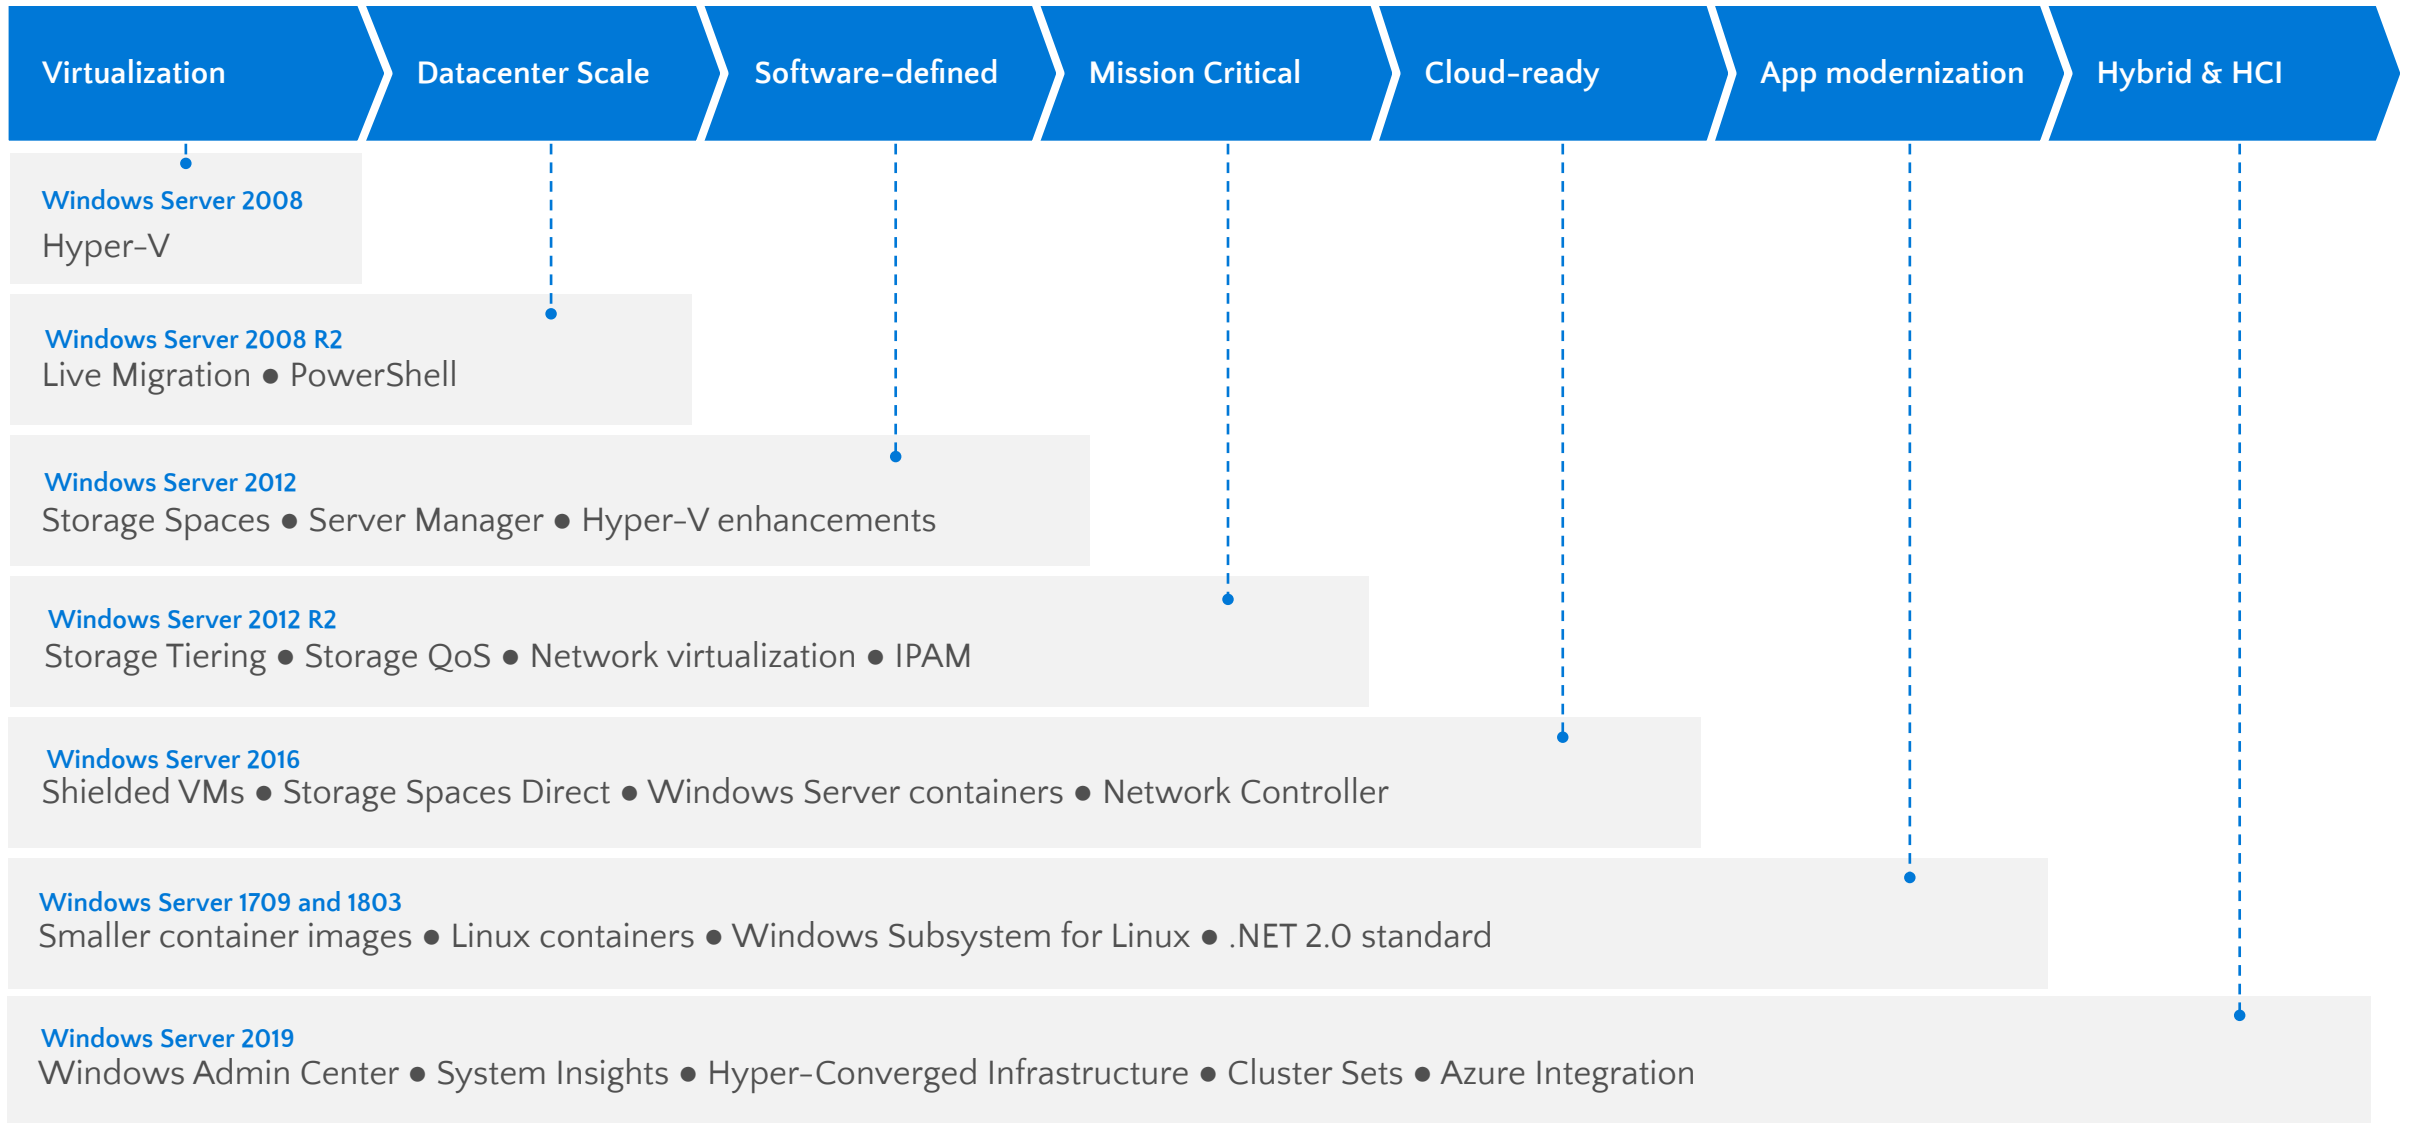 Virtualization
Datacenter Scale
Software-defined
Mission Critical
Cloud-ready
App modernization
Hybrid & HCI
Windows Server 2008
Hyper-V
Windows Server 2008 R2
Live Migration ● PowerShell
Windows Server 2012
Storage Spaces ● Server Manager ● Hyper-V enhancements
Windows Server 2012 R2
Storage Tiering ● Storage QoS ● Network virtualization ● IPAM
Windows Server 2016
Shielded VMs ● Storage Spaces Direct ● Windows Server containers ● Network Controller
Windows Server 1709 and 1803
Smaller container images ● Linux containers ● Windows Subsystem for Linux ● .NET 2.0 standard
Windows Server 2019
Windows Admin Center ● System Insights ● Hyper-Converged Infrastructure ● Cluster Sets ● Azure Integration